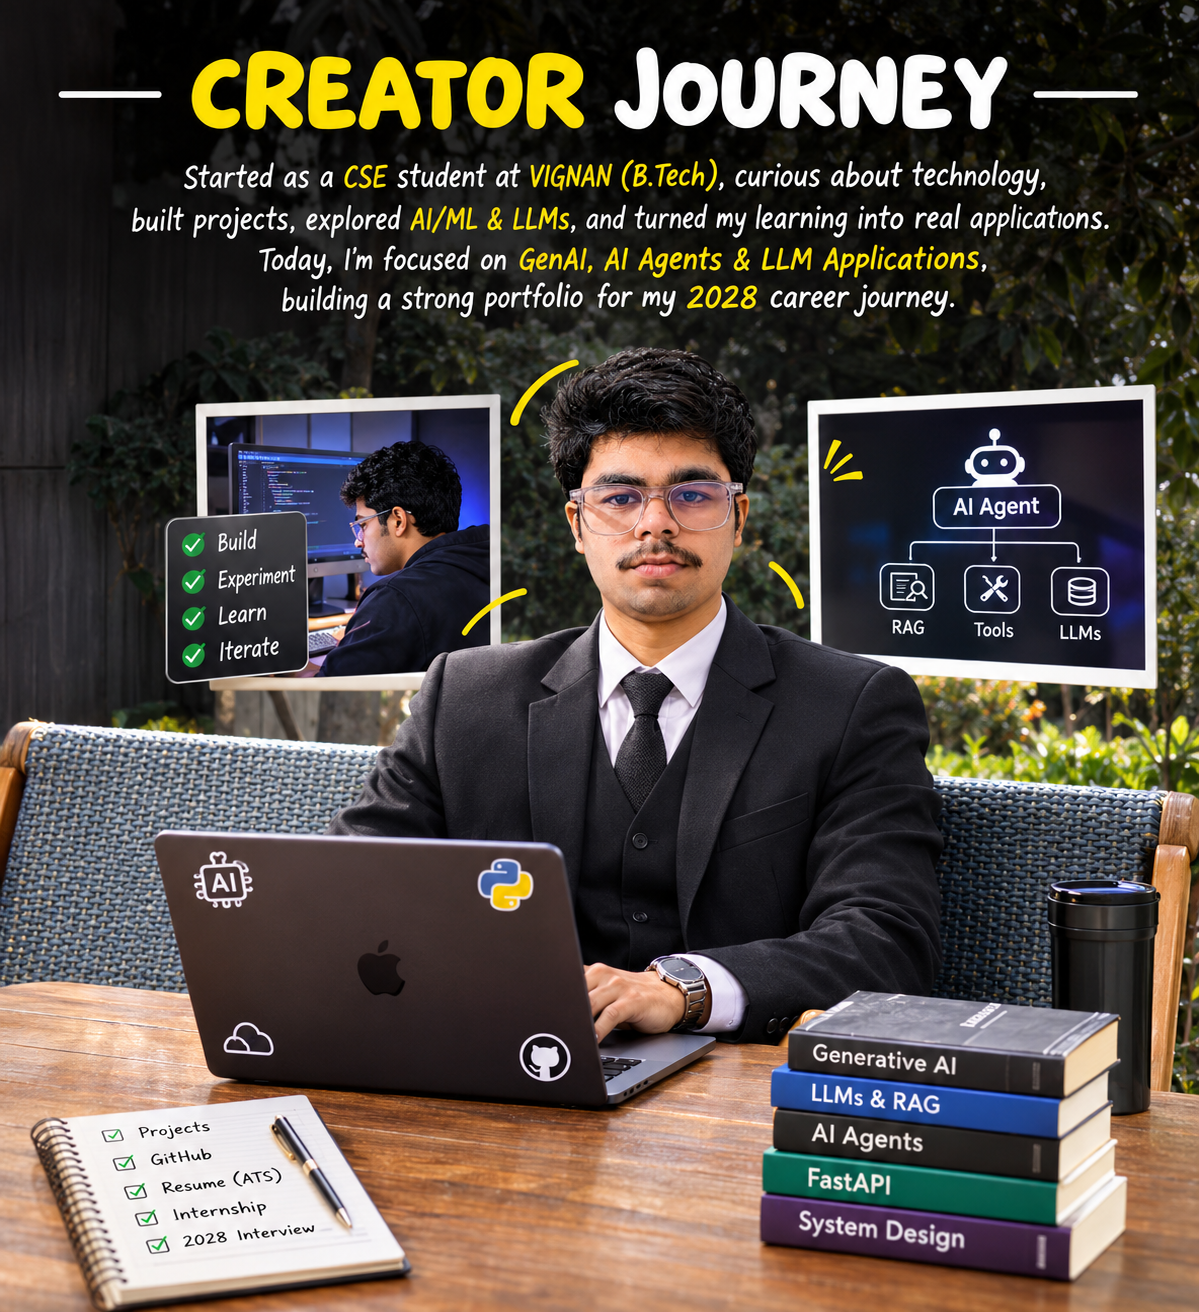 CREATOR JOURNEY
Started as a CSE student at VIGNAN (B.Tech), curious about technology,
built projects, explored AI/ML & LLMs, and turned my learning into real applications.
Today, I'm focused on GenAI, AI Agents & LLM Applications,
building a strong portfolio for my 2028 career journey.
Build
Experiment
Learn
Iterate
AI Agent
RAG
Tools
LLMs
AI
Generative AI
LLMs & RAG
AI Agents
FastAPI
System Design
Projects
GitHub
Resume (ATS)
Internship
2028 Interview